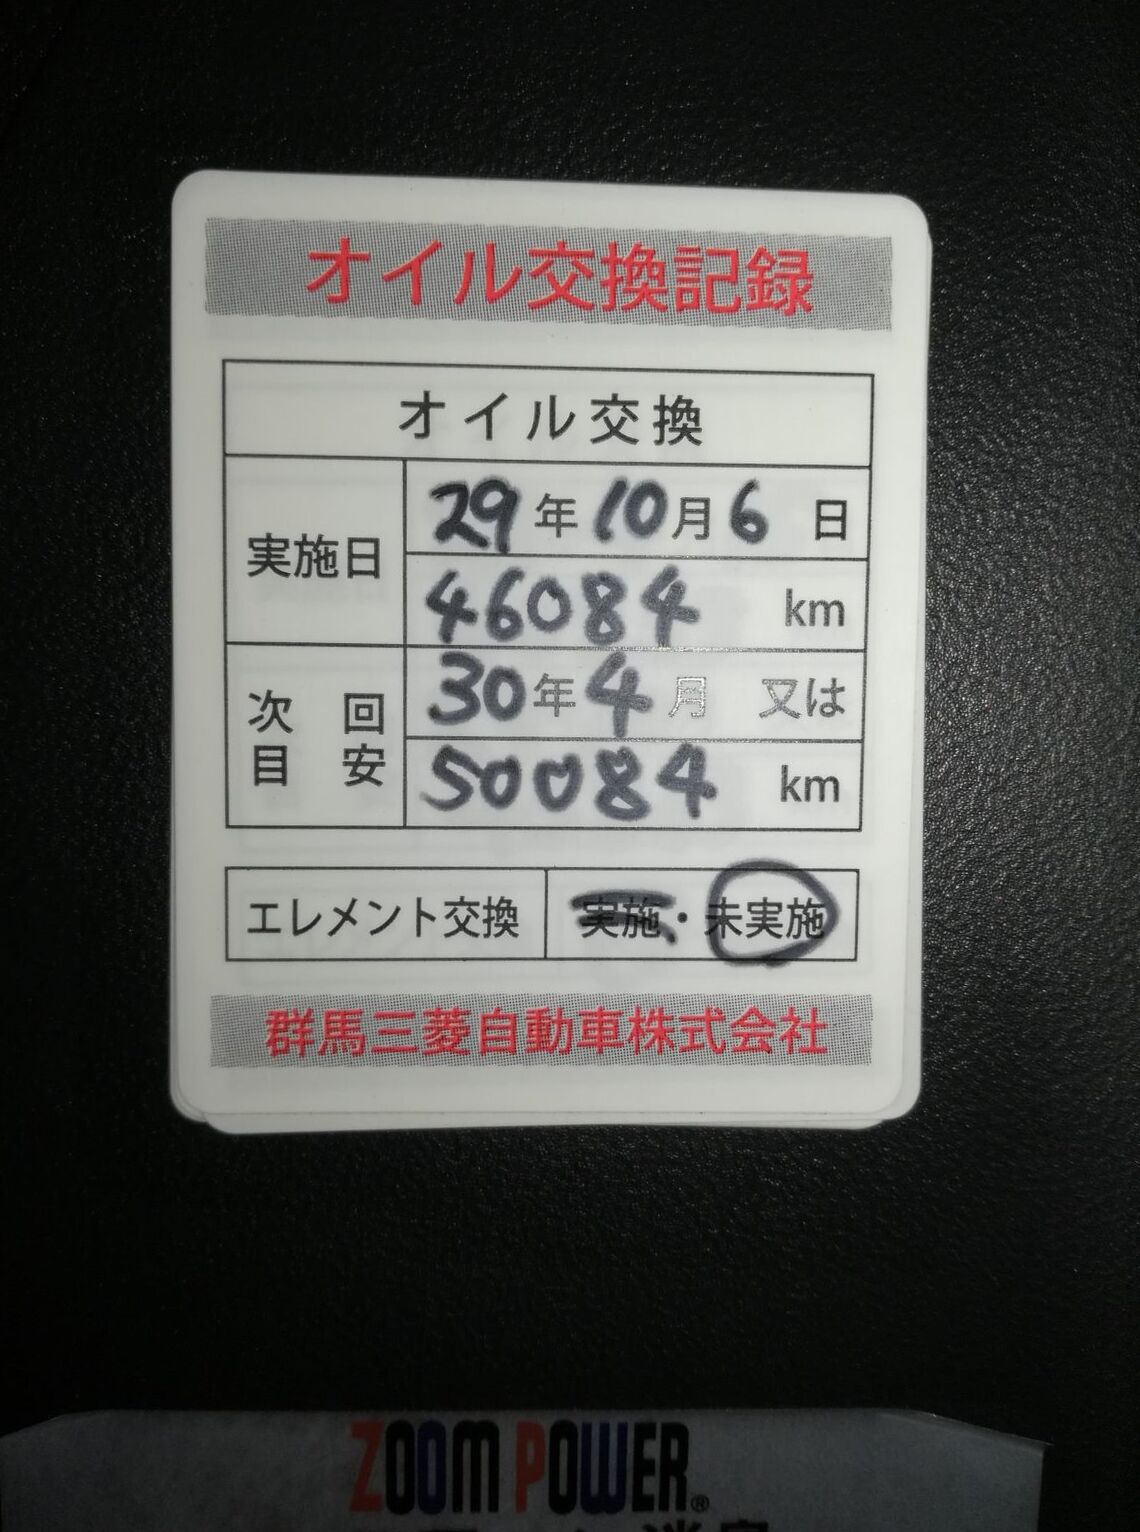 オイル交換記録
オイル交換
実施日
29年10月6日
46084 km
次回目安
30年4月 又は
50084 km
エレメント交換 実施・未実施
群馬三菱自動車株式会社
ZOOM POWER®